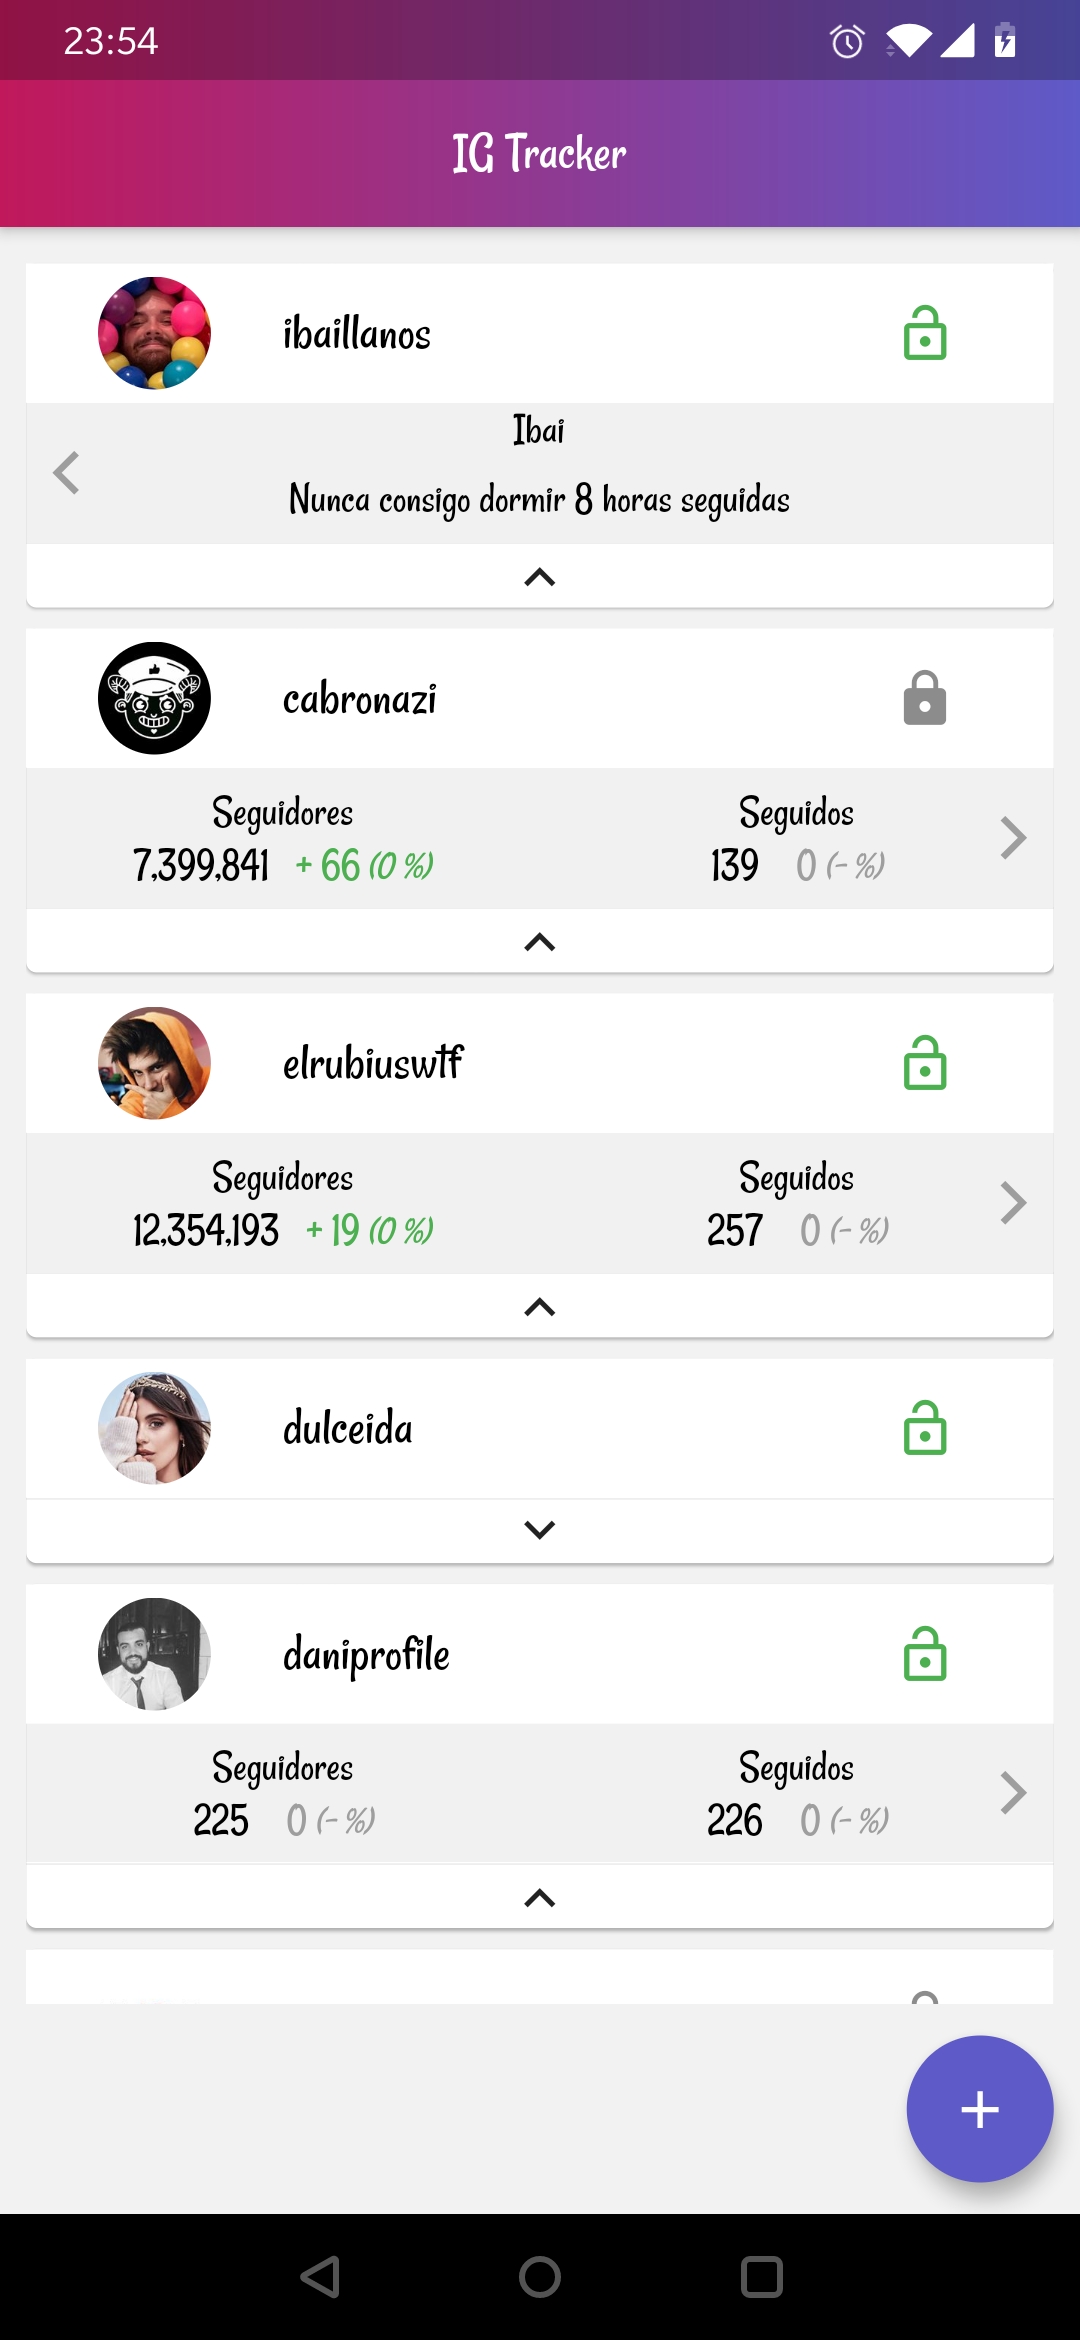 23:54
IG Tracker
ibaillanos
Ibai
Nunca consigo dormir 8 horas seguidas
cabronazi
Seguidores Seguidos
7,399,841 + 66 (0 %) 139 0 (- %)
elrubiuswtf
Seguidores Seguidos
12,354,193 + 19 (0 %) 257 0 (- %)
dulceida
daniprofile
Seguidores Seguidos
225 0 (- %) 226 0 (- %)